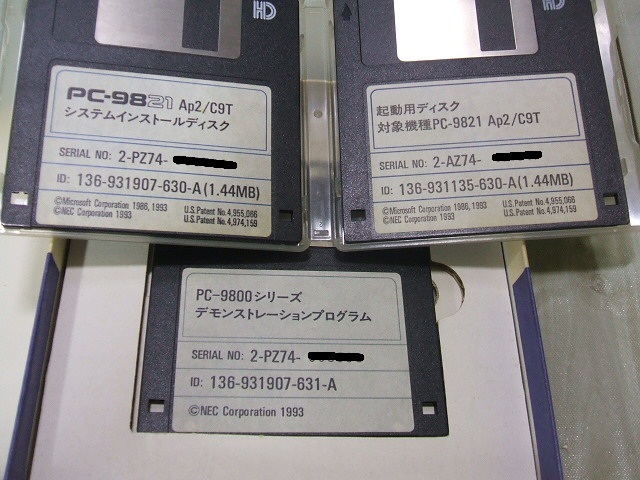 HD
PC-9821 Ap2/C9T
システムインストールディスク
SERIAL NO: 2-PZ74-
ID: 136-931907-630-A(1.44MB)
©Microsoft Corporation 1986, 1993
©NEC Corporation 1993
U.S.Patent No.4,955,066
U.S.Patent No.4,974,159
HD
起動用ディスク
対象機種PC-9821 Ap2/C9T
SERIAL NO: 2-AZ74-
ID: 136-931135-630-A(1.44MB)
©Microsoft Corporation 1986,1993
©NEC Corporation 1993
U.S.Patent No.4,955,066
U.S.Patent No.4,974,159
PC-9800シリーズ
デモンストレーションプログラム
SERIAL NO: 2-PZ74-
ID: 136-931907-631-A
©NEC Corporation 1993